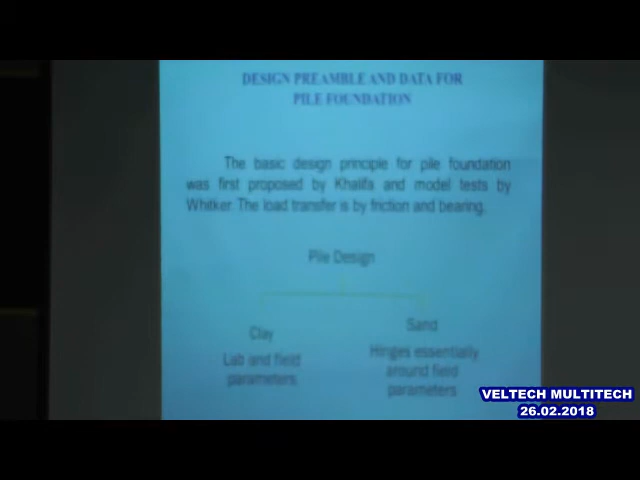 DESIGN PREAMBLE AND DATA FOR
PILE FOUNDATION
The basic design principle for pile foundation
was first proposed by Khalifa and model tests by
Whitker. The load transfer is by friction and bearing.
Pile Design
Clay
Sand
Lab and field
parameters
Hinges essentially
around field
parameters
VELTECH MULTITECH
26.02.2018